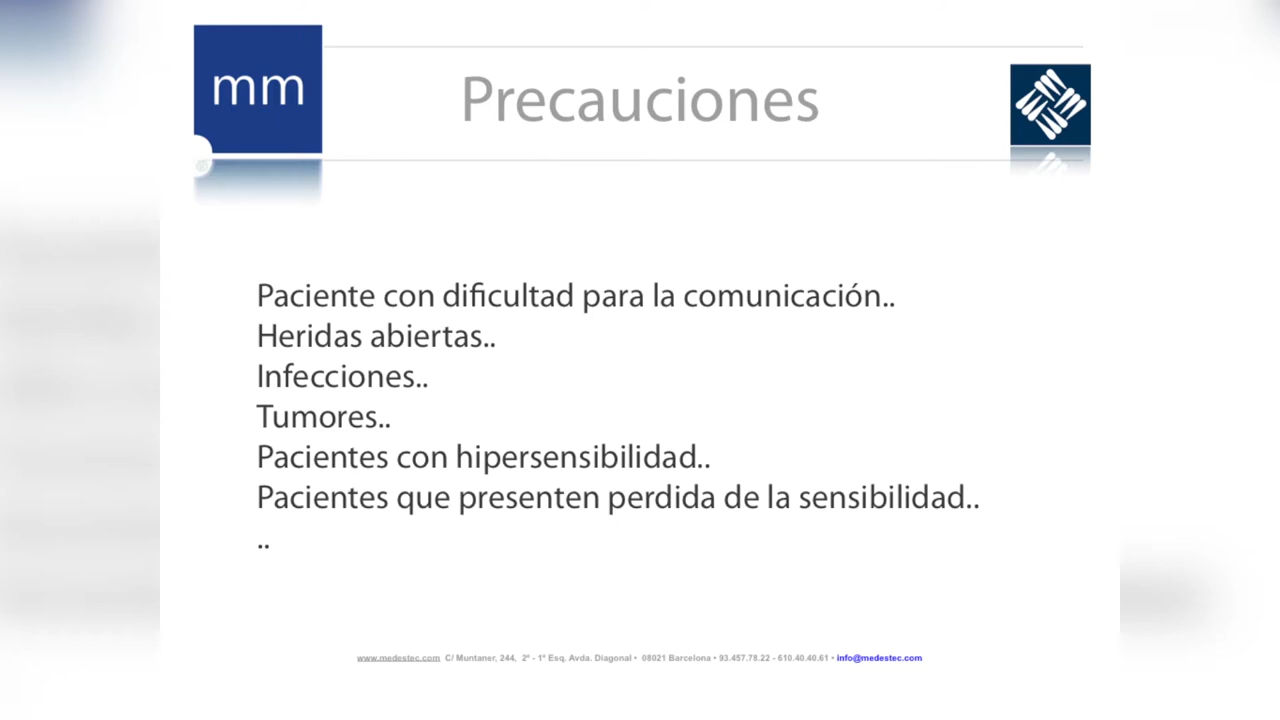 mm
Precauciones
Paciente con dificultad para la comunicación..
Heridas abiertas..
Infecciones..
Tumores..
Pacientes con hipersensibilidad..
Pacientes que presenten perdida de la sensibilidad..
..
www.medestec.com C/ Muntaner, 244, 2º - 1º Esq. Avda. Diagonal • 08021 Barcelona • 93.457.78.22 - 610.40.40.61 • info@medestec.com